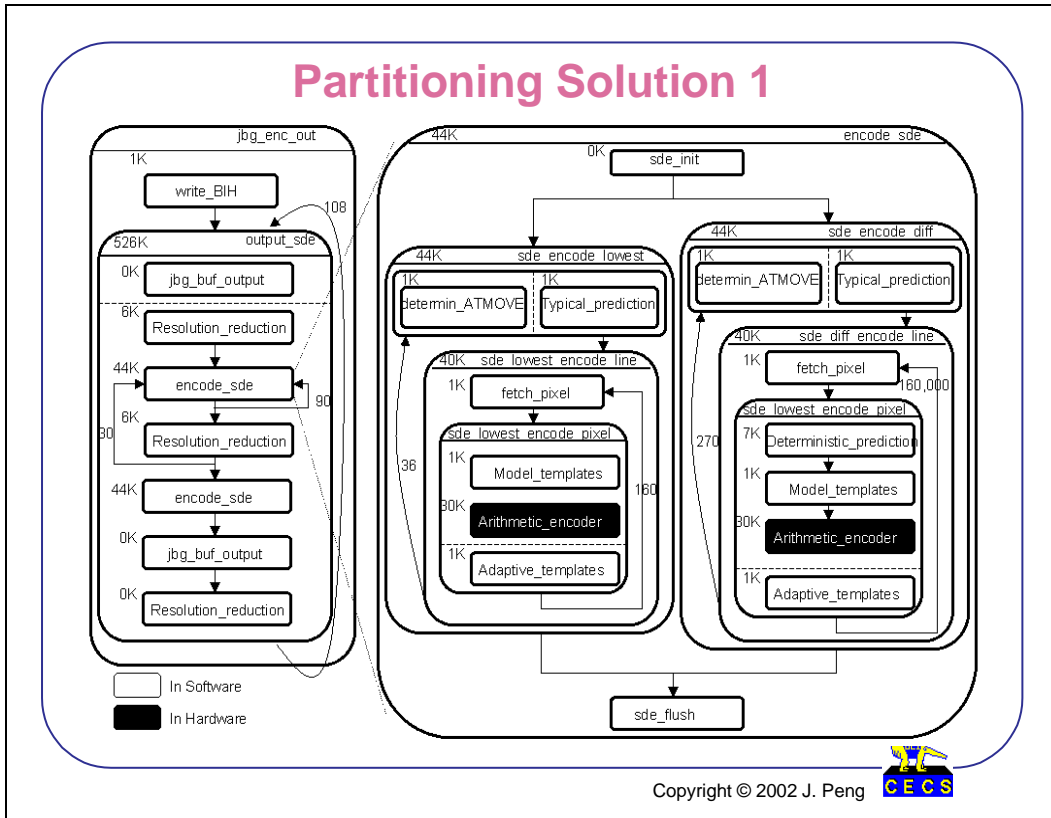 Partitioning Solution 1
jbg_enc_out
1K
write_BIH
108
526K
output_sde
0K
jbg_buf_output
6K
Resolution_reduction
44K
encode_sde
90
30
6K
Resolution_reduction
44K
encode_sde
0K
jbg_buf_output
0K
Resolution_reduction
In Software
In Hardware
44K
encode_sde
0K
sde_init
44K
sde_encode_lowest
1K
determin_ATMOVE
1K
Typical_prediction
40K
sde_lowest_encode_line
1K
fetch_pixel
sde_lowest_encode_pixel
36
1K
Model_templates
160
30K
Arithmetic_encoder
1K
Adaptive_templates
44K
sde_encode_diff
1K
determin_ATMOVE
1K
Typical_prediction
40K
sde_diff_encode_line
1K
fetch_pixel
160,000
sde_lowest_encode_pixel
270
7K
Deterministic_prediction
1K
Model_templates
30K
Arithmetic_encoder
1K
Adaptive_templates
sde_flush
Copyright © 2002 J. Peng
CECS